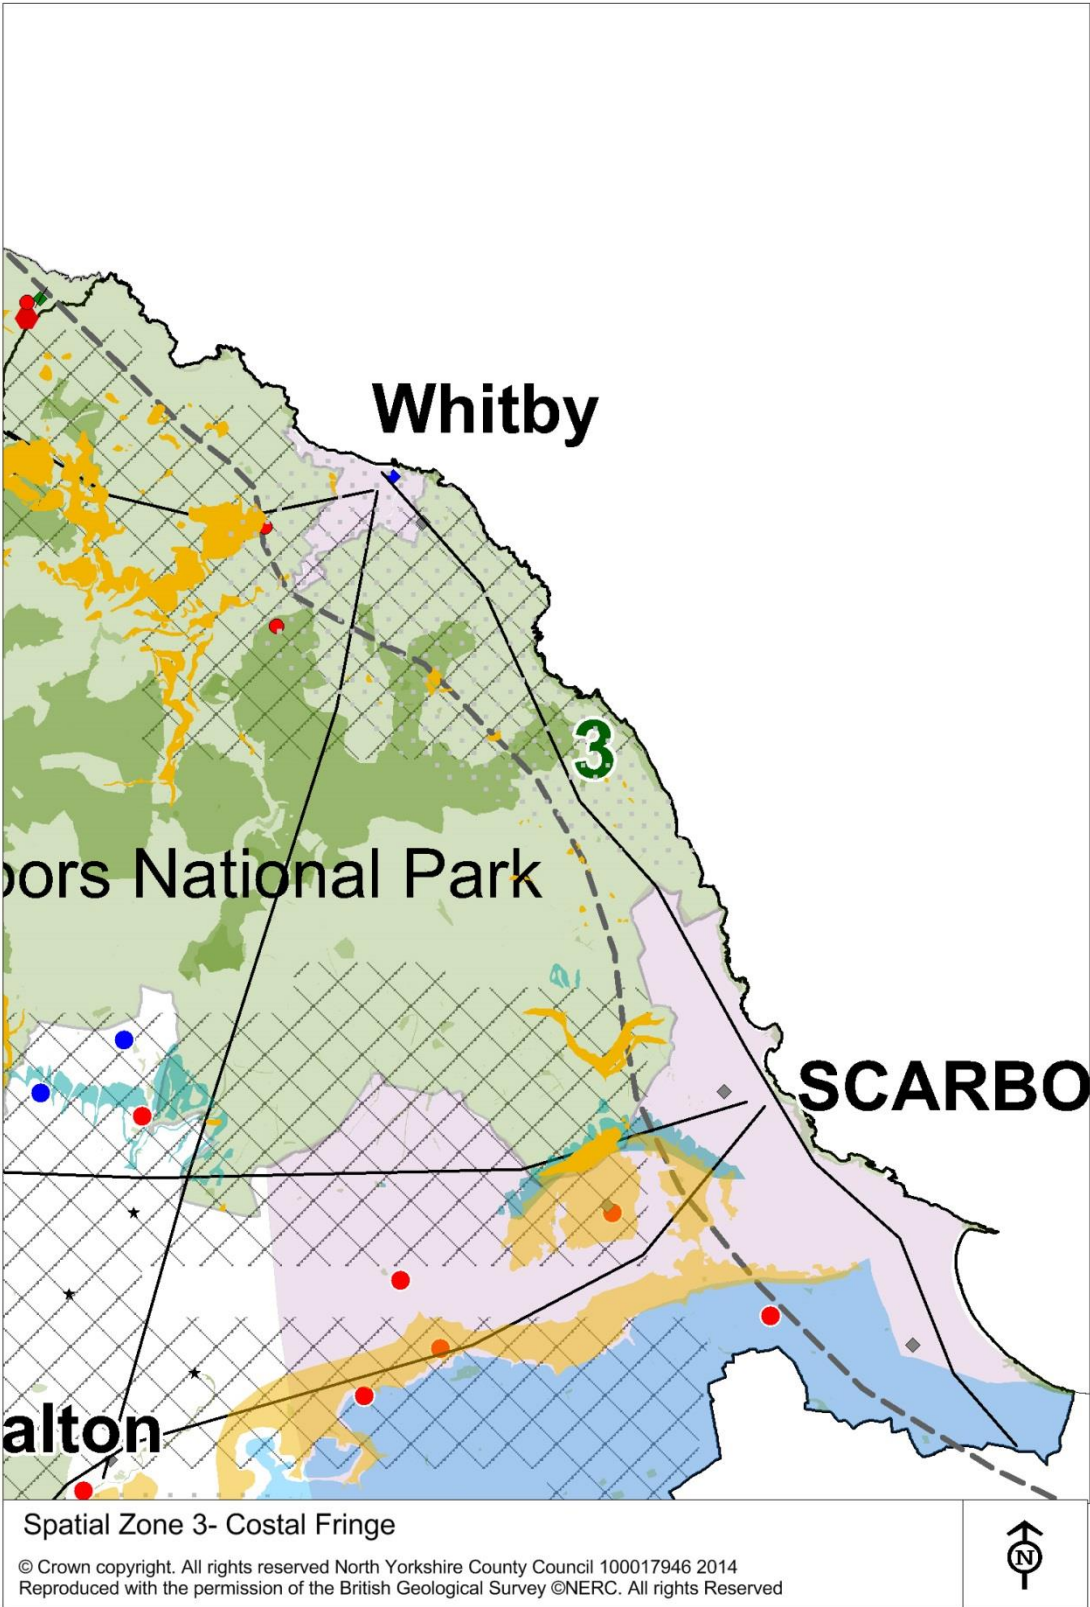 Whitby
3
oors National Park
SCARBO
alton
Spatial Zone 3- Costal Fringe
© Crown copyright. All rights reserved North Yorkshire County Council 100017946 2014
Reproduced with the permission of the British Geological Survey ©NERC. All rights Reserved
N